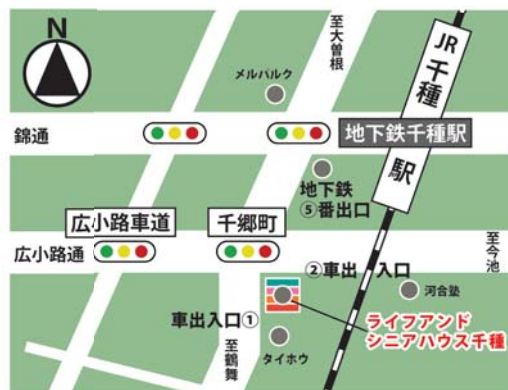 N
至大曽根
JR千種駅
メルパルク
錦通
地下鉄千種駅
地下鉄
⑤番出口
広小路車道
千郷町
広小路通
至今池
②車出入口
河合塾
車出入口①
ライフアンド
シニアハウス千種
至鶴舞
タイホウ